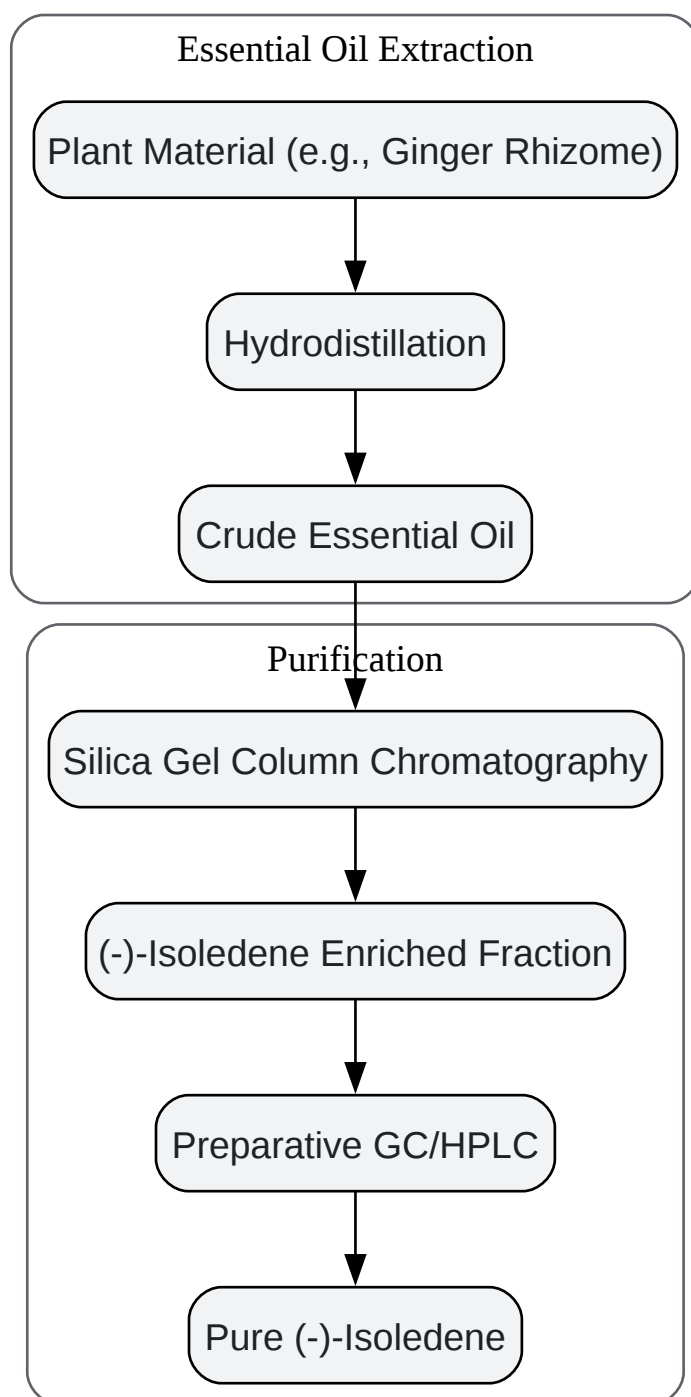 Essential Oil Extraction
Plant Material (e.g., Ginger Rhizome)
Hydrodistillation
Crude Essential Oil
Purification
Silica Gel Column Chromatography
(-)-Isoledene Enriched Fraction
Preparative GC/HPLC
Pure (-)-Isoledene